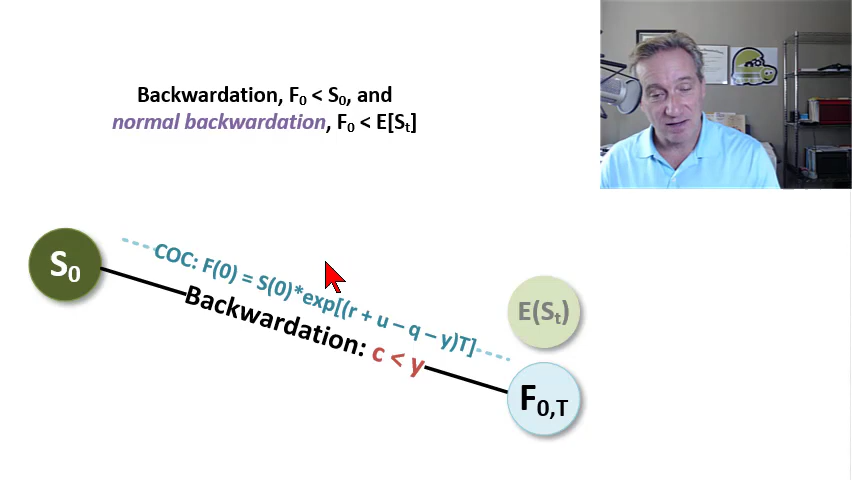 Backwardation, F₀ < S₀, and
normal backwardation, F₀ < E[Sₜ]
S₀
COC: F(0) = S(0)*exp[(r + u – q – y)T]
Backwardation: c < y
E(Sₜ)
F₀,T